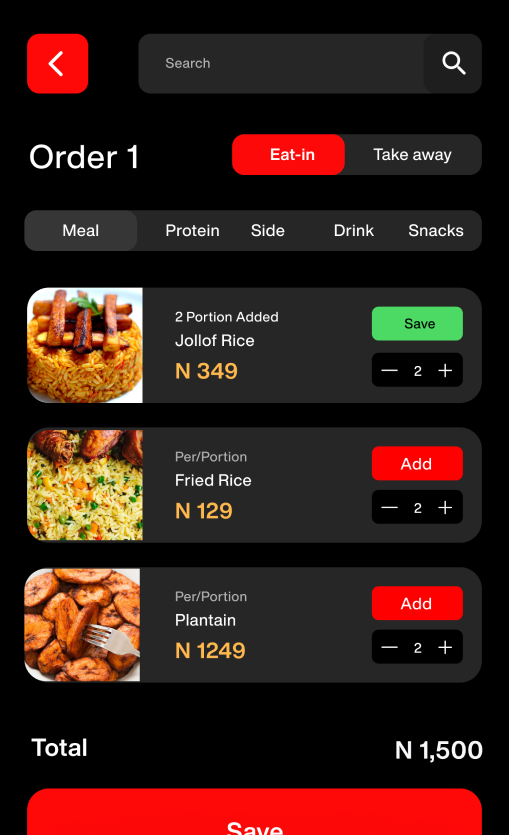 Search
Order 1
Eat-in
Take away
Meal
Protein
Side
Drink
Snacks
2 Portion Added
Jollof Rice
N 349
Save
2
Per/Portion
Fried Rice
N 129
Add
2
Per/Portion
Plantain
N 1249
Add
2
Total
N 1,500
Save